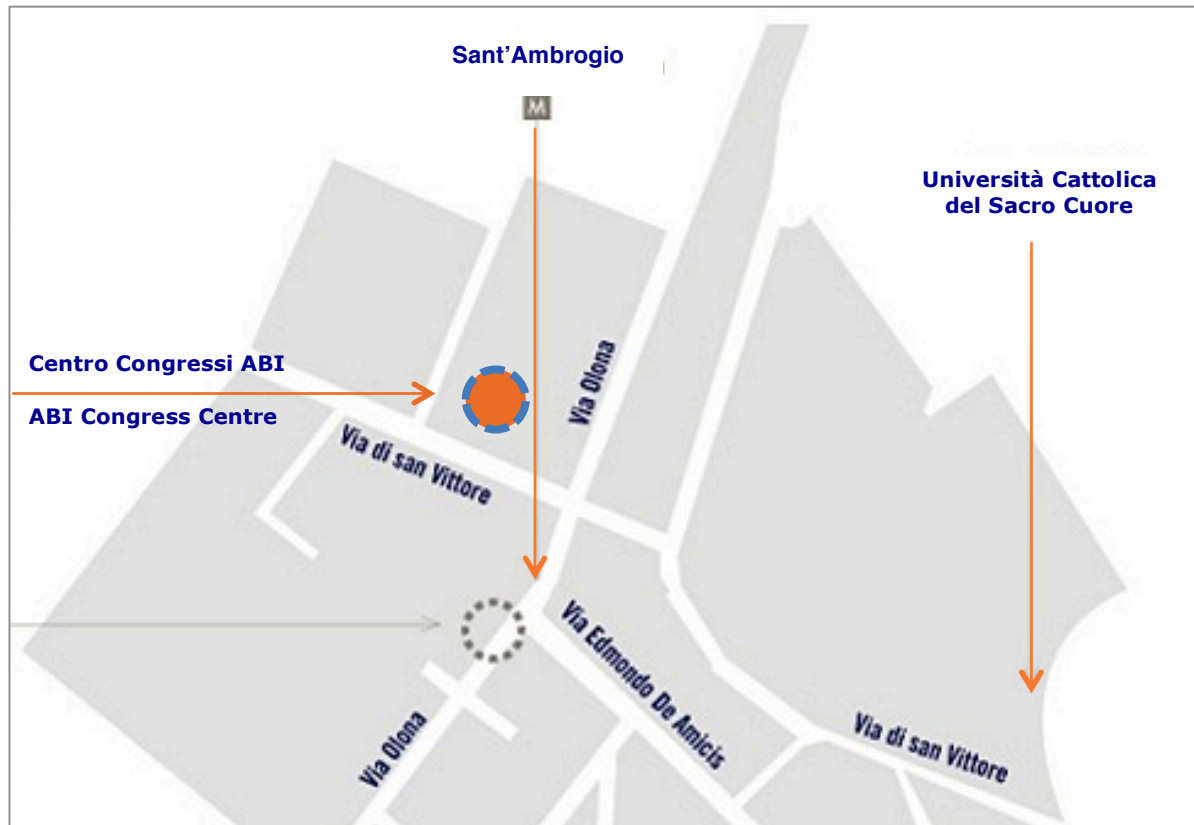 Sant'Ambrogio
M
Università Cattolica
del Sacro Cuore
Centro Congressi ABI
ABI Congress Centre
Via Olona
Via di san Vittore
Via Edmondo De Amicis
Via Olona
Via di san Vittore